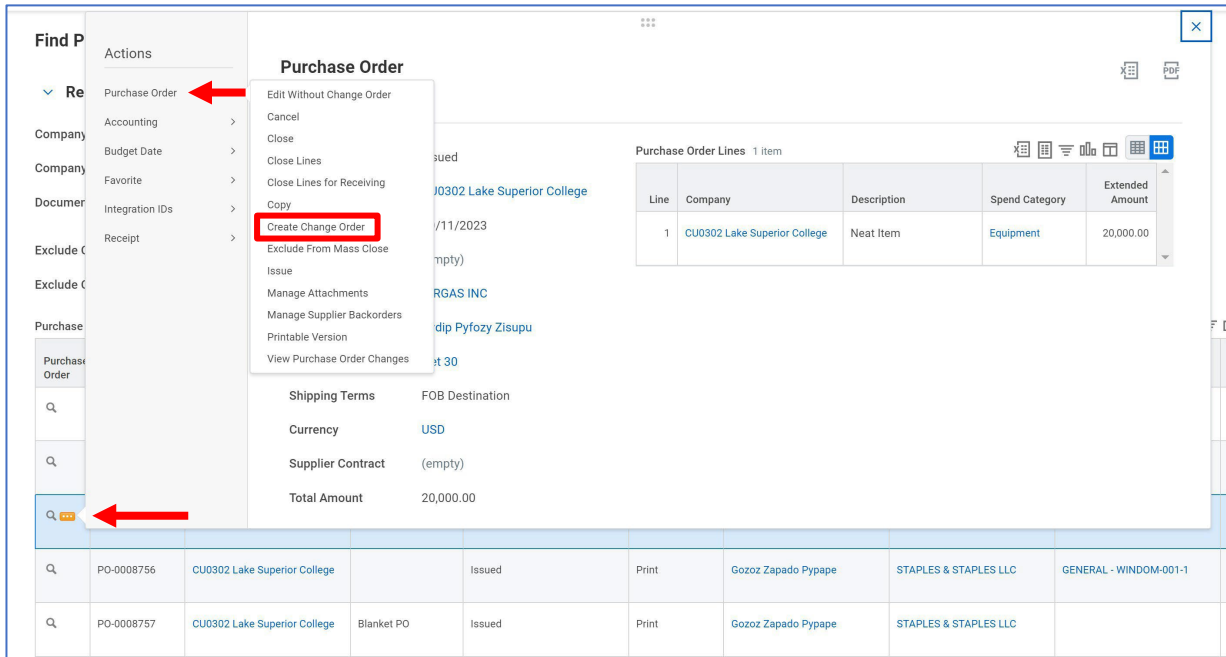 Find P
Re
Company
Company
Documer
Exclude
Exclude
Purchase
Actions
Purchase Order
Accounting
Budget Date
Favorite
Integration IDs
Receipt
Purchase Order
PDF
Edit Without Change Order
Cancel
Close
Close Lines
Close Lines for Receiving
Copy
Create Change Order
Exclude From Mass Close
Issue
Manage Attachments
Manage Supplier Backorders
Printable Version
View Purchase Order Changes
sued
J0302 Lake Superior College
/11/2023
mpty)
RGAS INC
dip Pyfozy Zisupu
et 30
Shipping Terms FOB Destination
Currency USD
Supplier Contract (empty)
Total Amount 20,000.00
Purchase Order Lines 1 item
Line Company Description Spend Category Extended Amount
1 CU0302 Lake Superior College Neat Item Equipment 20,000.00
Purchase
Order
PO-0008756 CU0302 Lake Superior College Issued Print Gozoz Zapado Pypape STAPLES & STAPLES LLC GENERAL - WINDOM-001-1
PO-0008757 CU0302 Lake Superior College Blanket PO Issued Print Gozoz Zapado Pypape STAPLES & STAPLES LLC